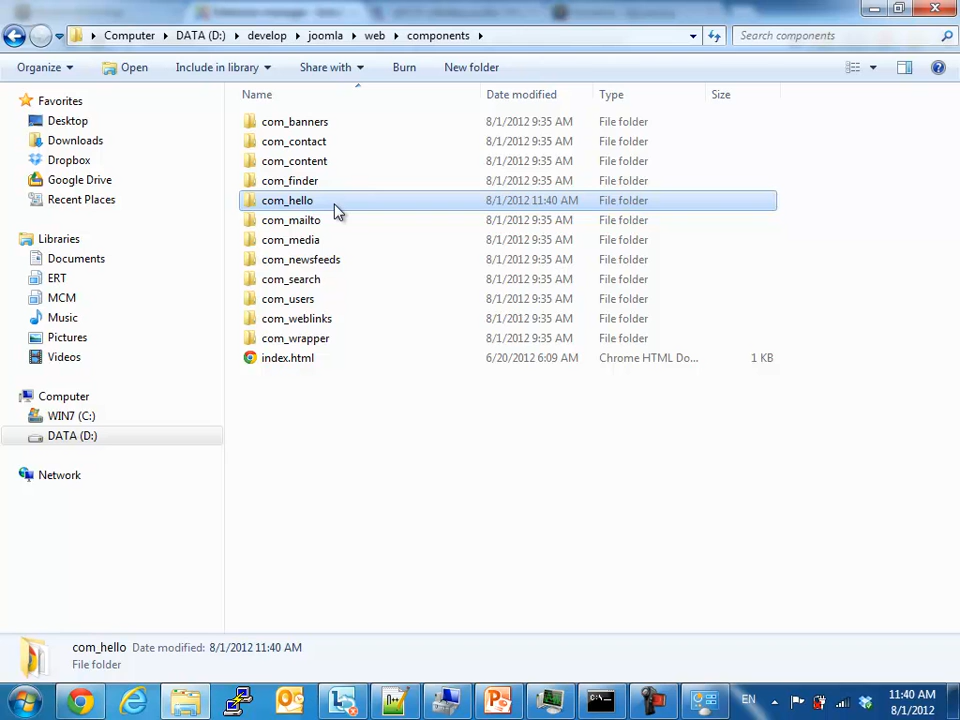 Computer ▸ DATA (D:) ▸ develop ▸ joomla ▸ web ▸ components ▸
Search components
Organize Open Include in library Share with Burn New folder
Name Date modified Type Size
Favorites
Desktop
Downloads
Dropbox
Google Drive
Recent Places
Libraries
Documents
ERT
MCM
Music
Pictures
Videos
Computer
WIN7 (C:)
DATA (D:)
Network
com_banners 8/1/2012 9:35 AM File folder
com_contact 8/1/2012 9:35 AM File folder
com_content 8/1/2012 9:35 AM File folder
com_finder 8/1/2012 9:35 AM File folder
com_hello 8/1/2012 11:40 AM File folder
com_mailto 8/1/2012 9:35 AM File folder
com_media 8/1/2012 9:35 AM File folder
com_newsfeeds 8/1/2012 9:35 AM File folder
com_search 8/1/2012 9:35 AM File folder
com_users 8/1/2012 9:35 AM File folder
com_weblinks 8/1/2012 9:35 AM File folder
com_wrapper 8/1/2012 9:35 AM File folder
index.html 6/20/2012 6:09 AM Chrome HTML Do... 1 KB
com_hello Date modified: 8/1/2012 11:40 AM
File folder
EN
11:40 AM
8/1/2012